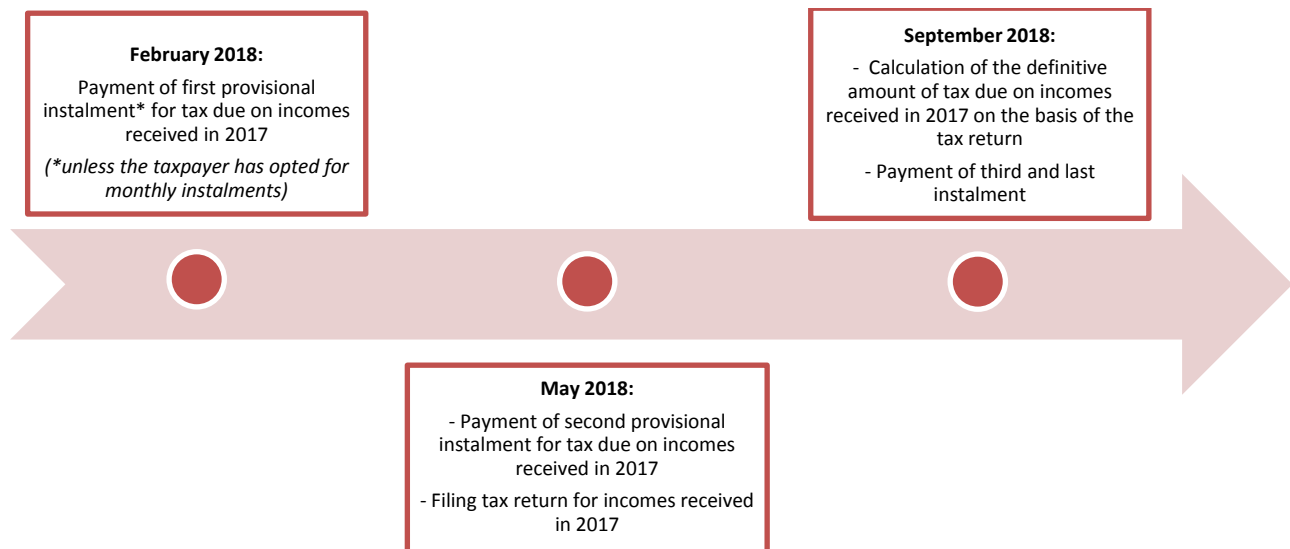 February 2018:
Payment of first provisional
instalment* for tax due on incomes
received in 2017
(*unless the taxpayer has opted for
monthly instalments)
May 2018:
- Payment of second provisional
instalment for tax due on incomes
received in 2017
- Filing tax return for incomes received
in 2017
September 2018:
- Calculation of the definitive
amount of tax due on incomes
received in 2017 on the basis of the
tax return
- Payment of third and last
instalment